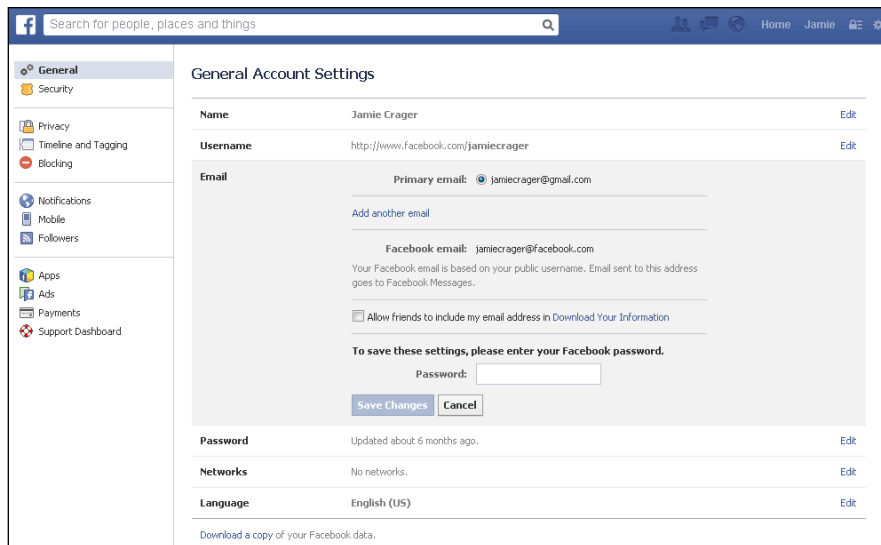 f
Search for people, places and things
Home Jamie
General
Security
Privacy
Timeline and Tagging
Blocking
Notifications
Mobile
Followers
Apps
Ads
Payments
Support Dashboard
General Account Settings
Name Jamie Crager Edit
Username http://www.facebook.com/jamiecrager Edit
Email
Primary email: jamiecrager@gmail.com
Add another email
Facebook email: jamiecrager@facebook.com
Your Facebook email is based on your public username. Email sent to this address
goes to Facebook Messages.
Allow friends to include my email address in Download Your Information
To save these settings, please enter your Facebook password.
Password:
Save Changes Cancel
Password Updated about 6 months ago. Edit
Networks No networks. Edit
Language English (US) Edit
Download a copy of your Facebook data.